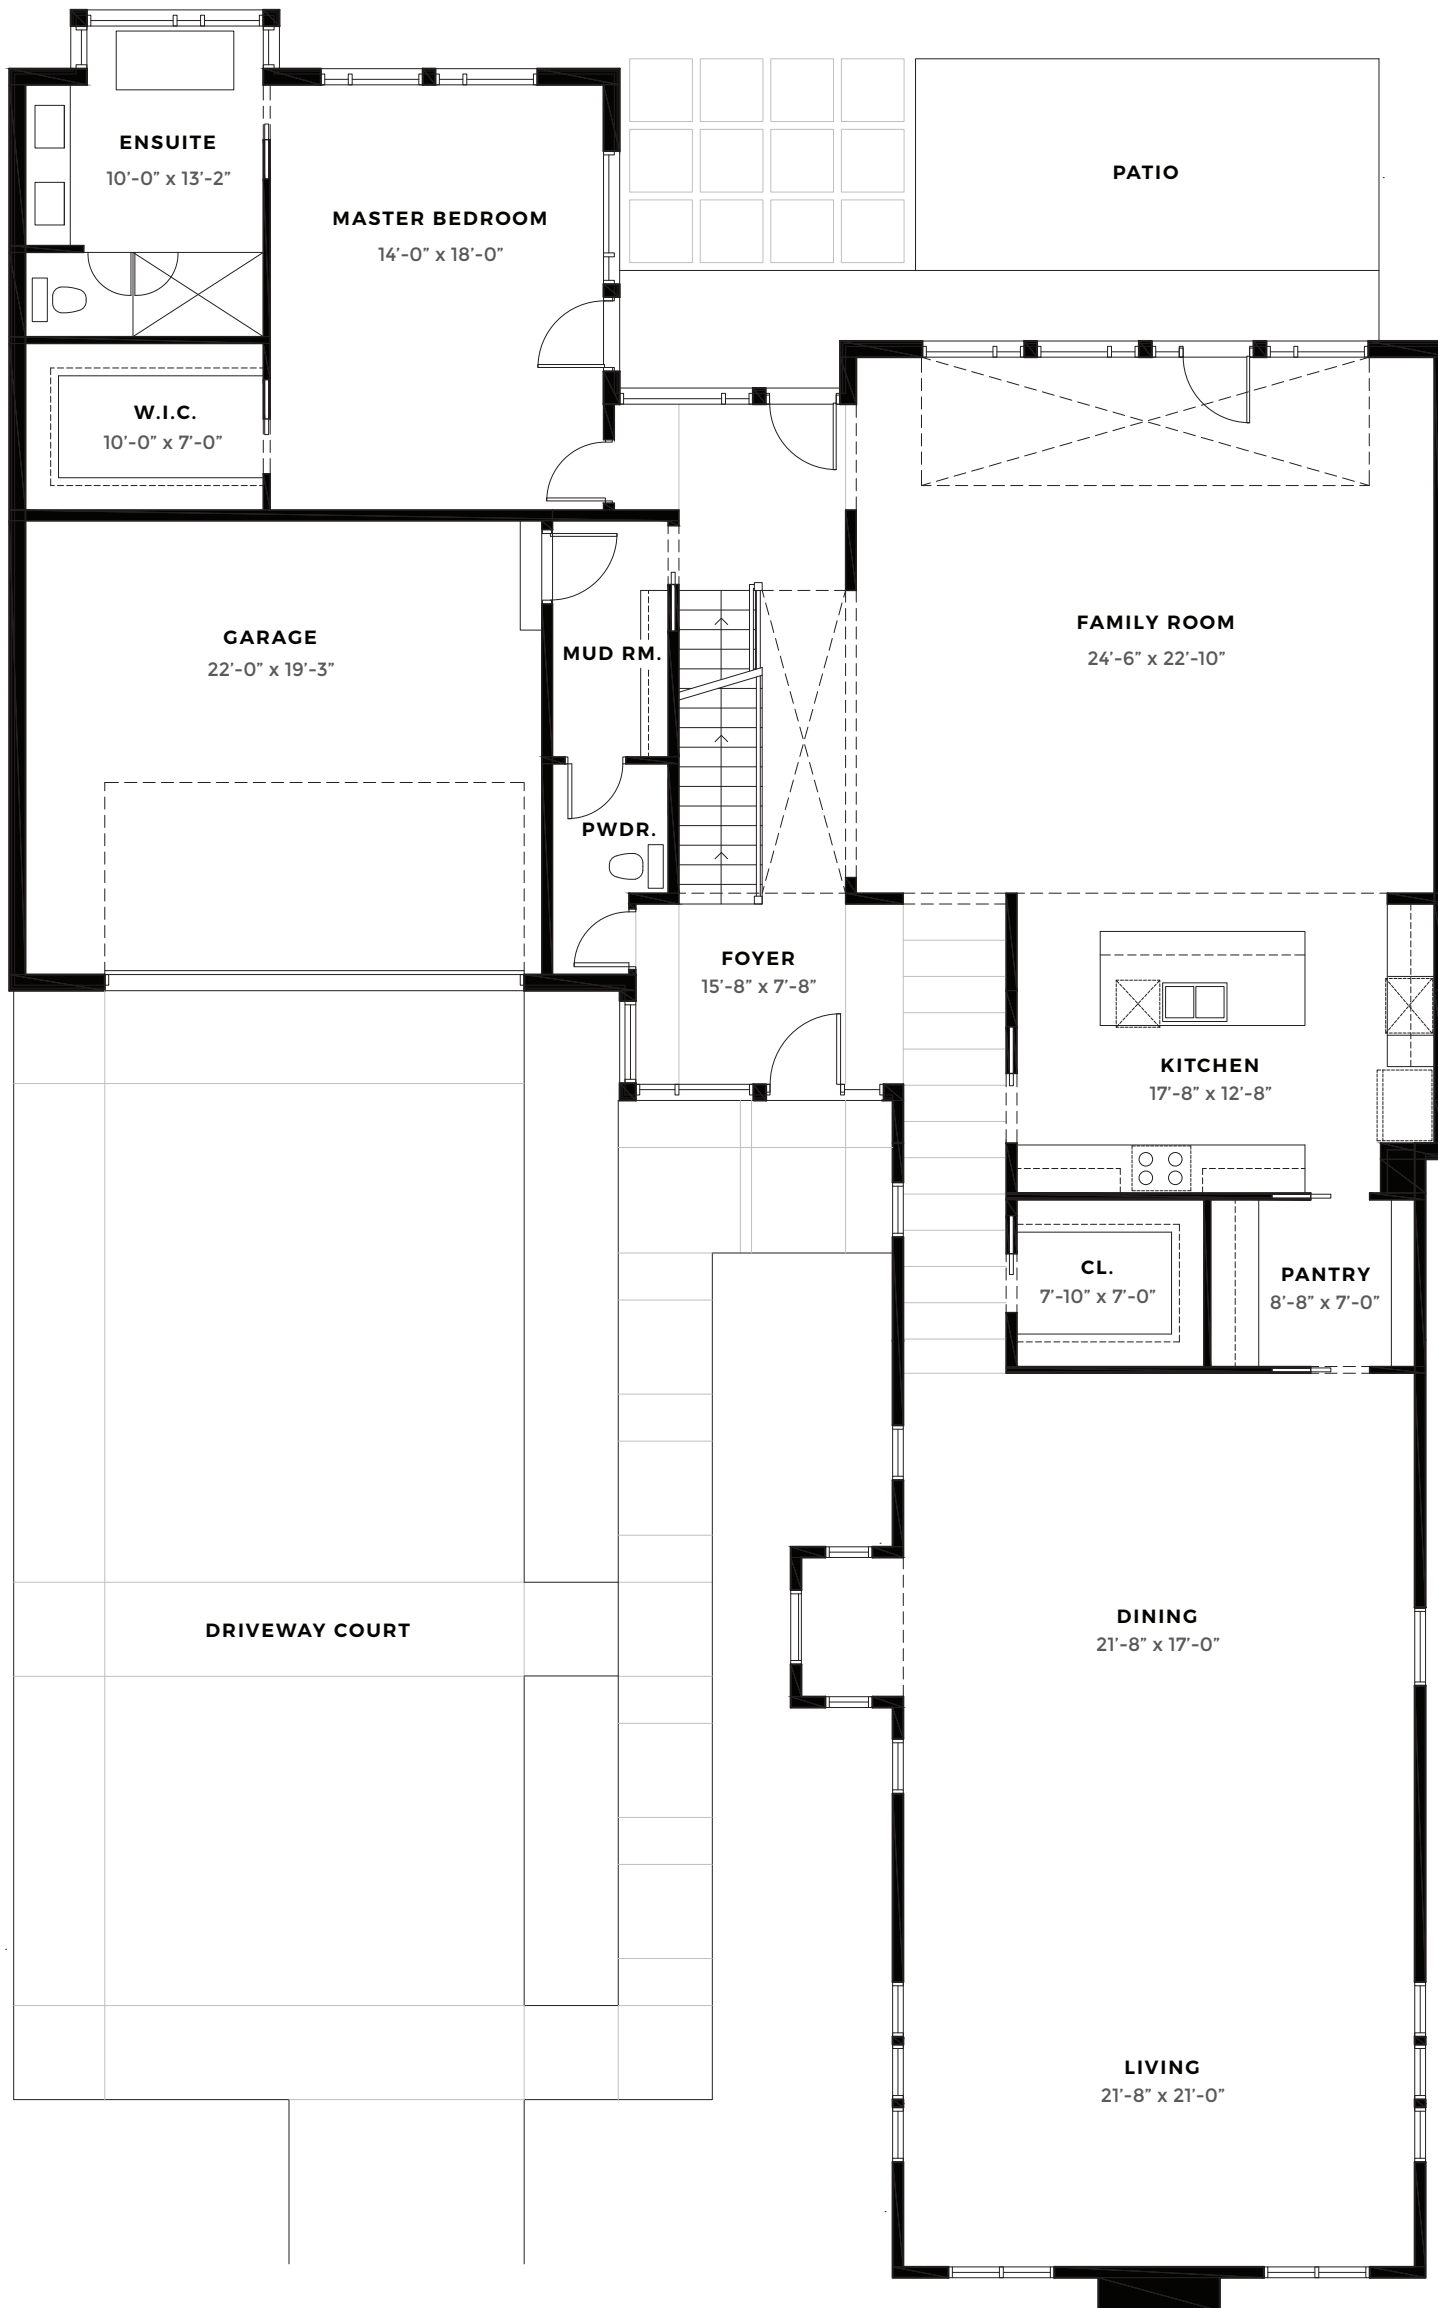 ENSUITE
10'-0" x 13'-2"
MASTER BEDROOM
14'-0" x 18'-0"
PATIO
W.I.C.
10'-0" x 7'-0"
GARAGE
22'-0" x 19'-3"
MUD RM.
FAMILY ROOM
24'-6" x 22'-10"
PWDR.
FOYER
15'-8" x 7'-8"
KITCHEN
17'-8" x 12'-8"
CL.
7'-10" x 7'-0"
PANTRY
8'-8" x 7'-0"
DRIVEWAY COURT
DINING
21'-8" x 17'-0"
LIVING
21'-8" x 21'-0"